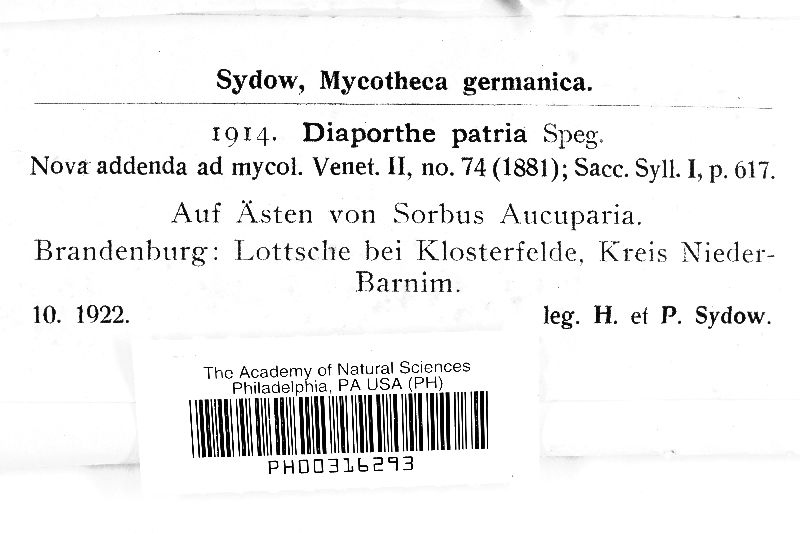 Sydow, Mycotheca germanica.
1914. Diaporthe patria Speg.
Nova addenda ad mycol. Venet. II, no. 74 (1881); Sacc. Syll. I, p. 617.
Auf Ästen von Sorbus Aucuparia.
Brandenburg: Lottsche bei Klosterfelde, Kreis Nieder-
Barnim.
10. 1922. leg. H. et P. Sydow.
The Academy of Natural Sciences
Philadelphia, PA USA (PH)
PH00316293